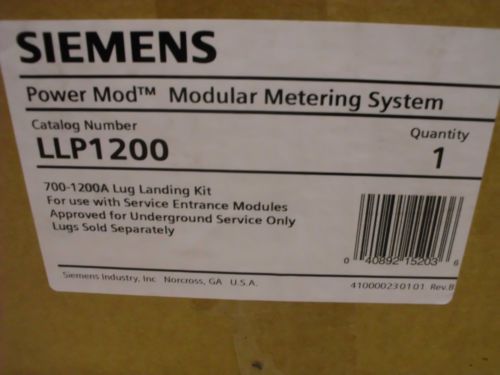 SIEMENS
Power Mod™ Modular Metering System
Catalog Number
LLP1200
Quantity
1
700-1200A Lug Landing Kit
For use with Service Entrance Modules
Approved for Underground Service Only
Lugs Sold Separately
0 40892 15203 6
Siemens Industry, Inc Norcross, GA U.S.A.
410000230101 Rev.B